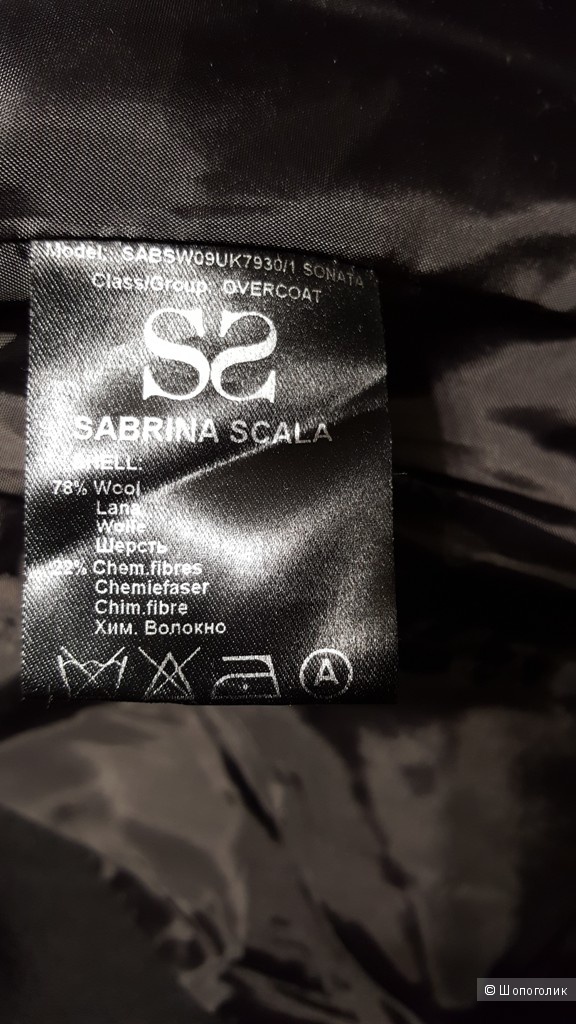 Model: SABSW09UK7930/1 SONATA
Class/Group OVERCOAT
SS
SABRINA SCALA
SHELL:
78% Wool
Lana
Wolle
Шерсть
22% Chem.fibres
Chemiefaser
Chim.fibre
Хим. Волокно
A
© Шопоголик